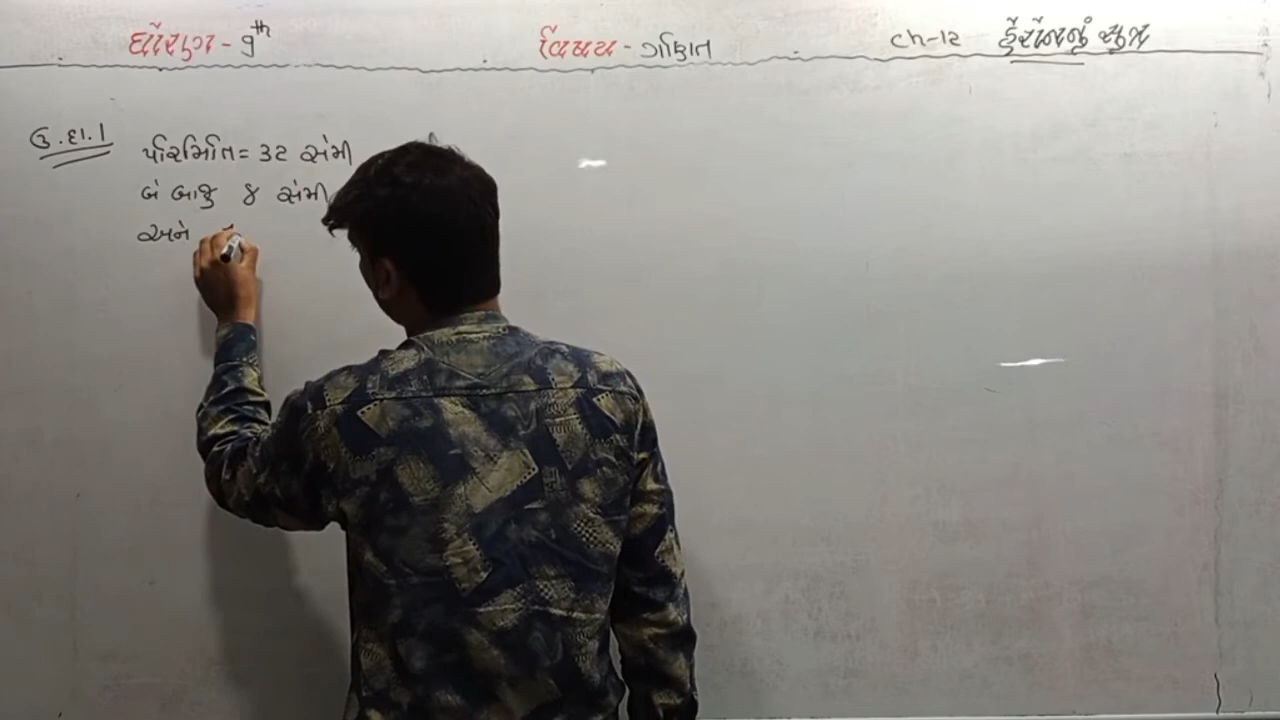 ધોરણ - 9th
વિષય - ગણિત
Ch-12 હેરોનનું સૂત્ર
ઉ.દા.1
પરિમિતિ = 32 સેમી
બે બાજુ 8 સેમી
અને